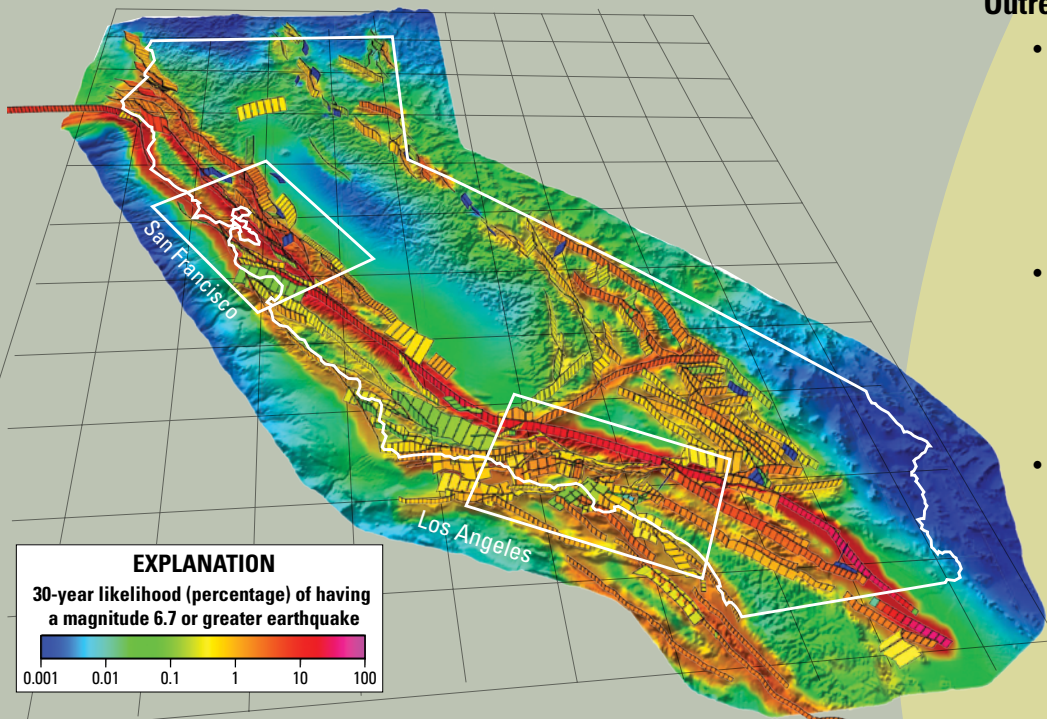 Outre
•
San Francisco
•
•
Los Angeles
EXPLANATION
30-year likelihood (percentage) of having
a magnitude 6.7 or greater earthquake
0.001 0.01 0.1 1 10 100